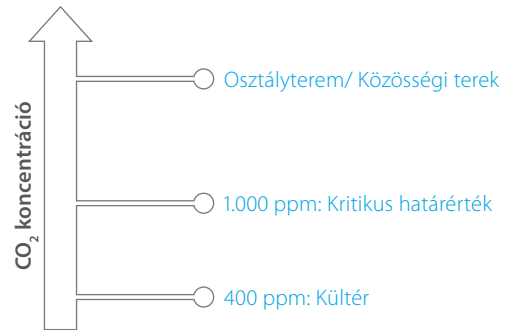 CO₂ koncentráció
Osztályterem/ Közösségi terek
1.000 ppm: Kritikus határérték
400 ppm: Kültér